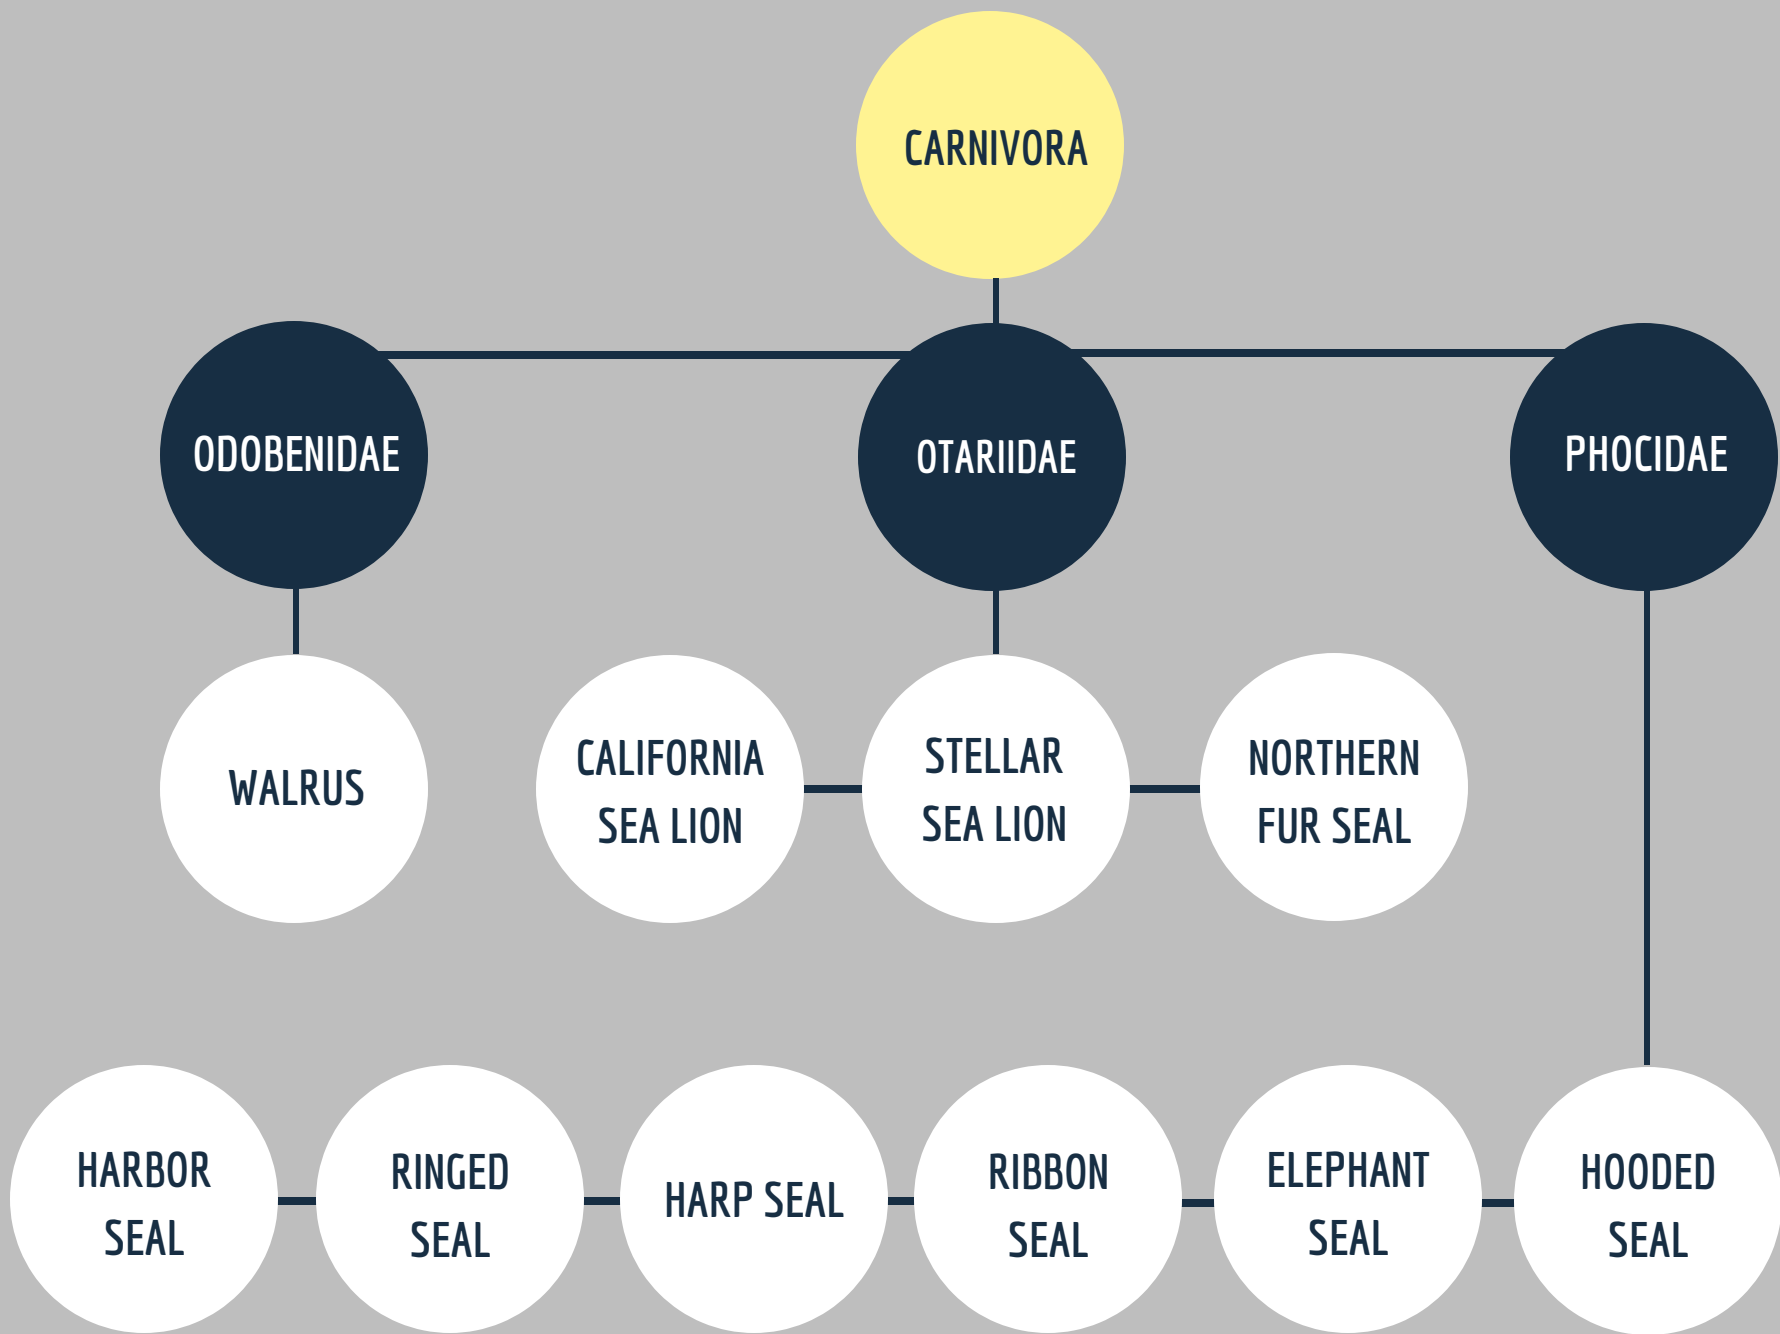 CARNIVORA
ODOBENIDAE
OTARIIDAE
PHOCIDAE
WALRUS
CALIFORNIA
SEA LION
STELLAR
SEA LION
NORTHERN
FUR SEAL
HARBOR
SEAL
RINGED
SEAL
HARP SEAL
RIBBON
SEAL
ELEPHANT
SEAL
HOODED
SEAL